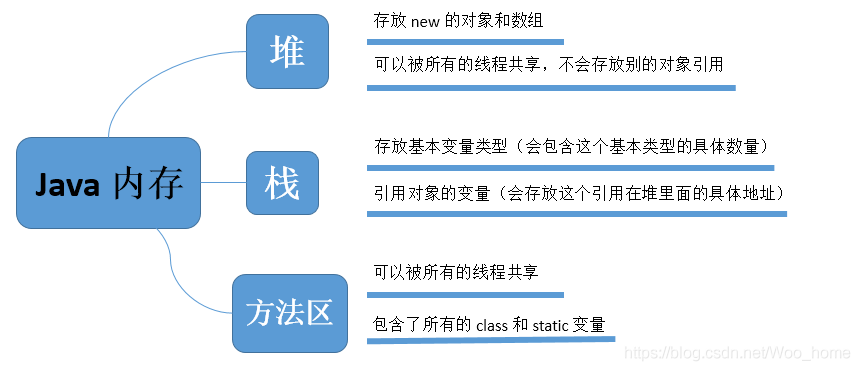 堆
存放 new 的对象和数组
可以被所有的线程共享，不会存放别的对象引用
Java 内存
栈
存放基本变量类型（会包含这个基本类型的具体数量）
引用对象的变量（会存放这个引用在堆里面的具体地址）
方法区
可以被所有的线程共享
包含了所有的 class 和 static 变量
https://blog.csdn.net/Woo_home